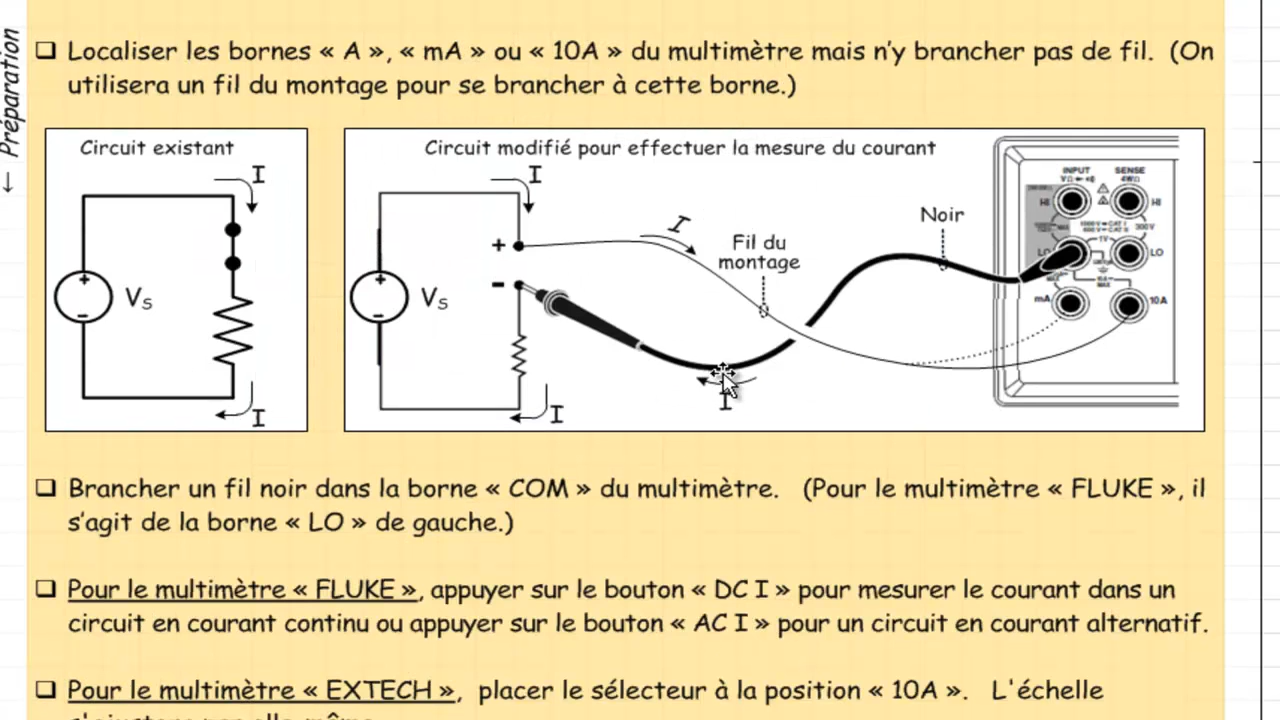 ← Préparation
❑ Localiser les bornes « A », « mA » ou « 10A » du multimètre mais n'y brancher pas de fil. (On
utilisera un fil du montage pour se brancher à cette borne.)
Circuit existant
I
+
-
VS
I
Circuit modifié pour effectuer la mesure du courant
I
+
-
+
-
VS
I
I
Fil du
montage
I
Noir
INPUT
SENSE
4WΩ
HI
HI
300V
1V
LO
LO
MAX
MAX
mA
10A
❑ Brancher un fil noir dans la borne « COM » du multimètre. (Pour le multimètre « FLUKE », il
s'agit de la borne « LO » de gauche.)
❑ Pour le multimètre « FLUKE », appuyer sur le bouton « DC I » pour mesurer le courant dans un
circuit en courant continu ou appuyer sur le bouton « AC I » pour un circuit en courant alternatif.
❑ Pour le multimètre « EXTECH », placer le sélecteur à la position « 10A ». L'échelle